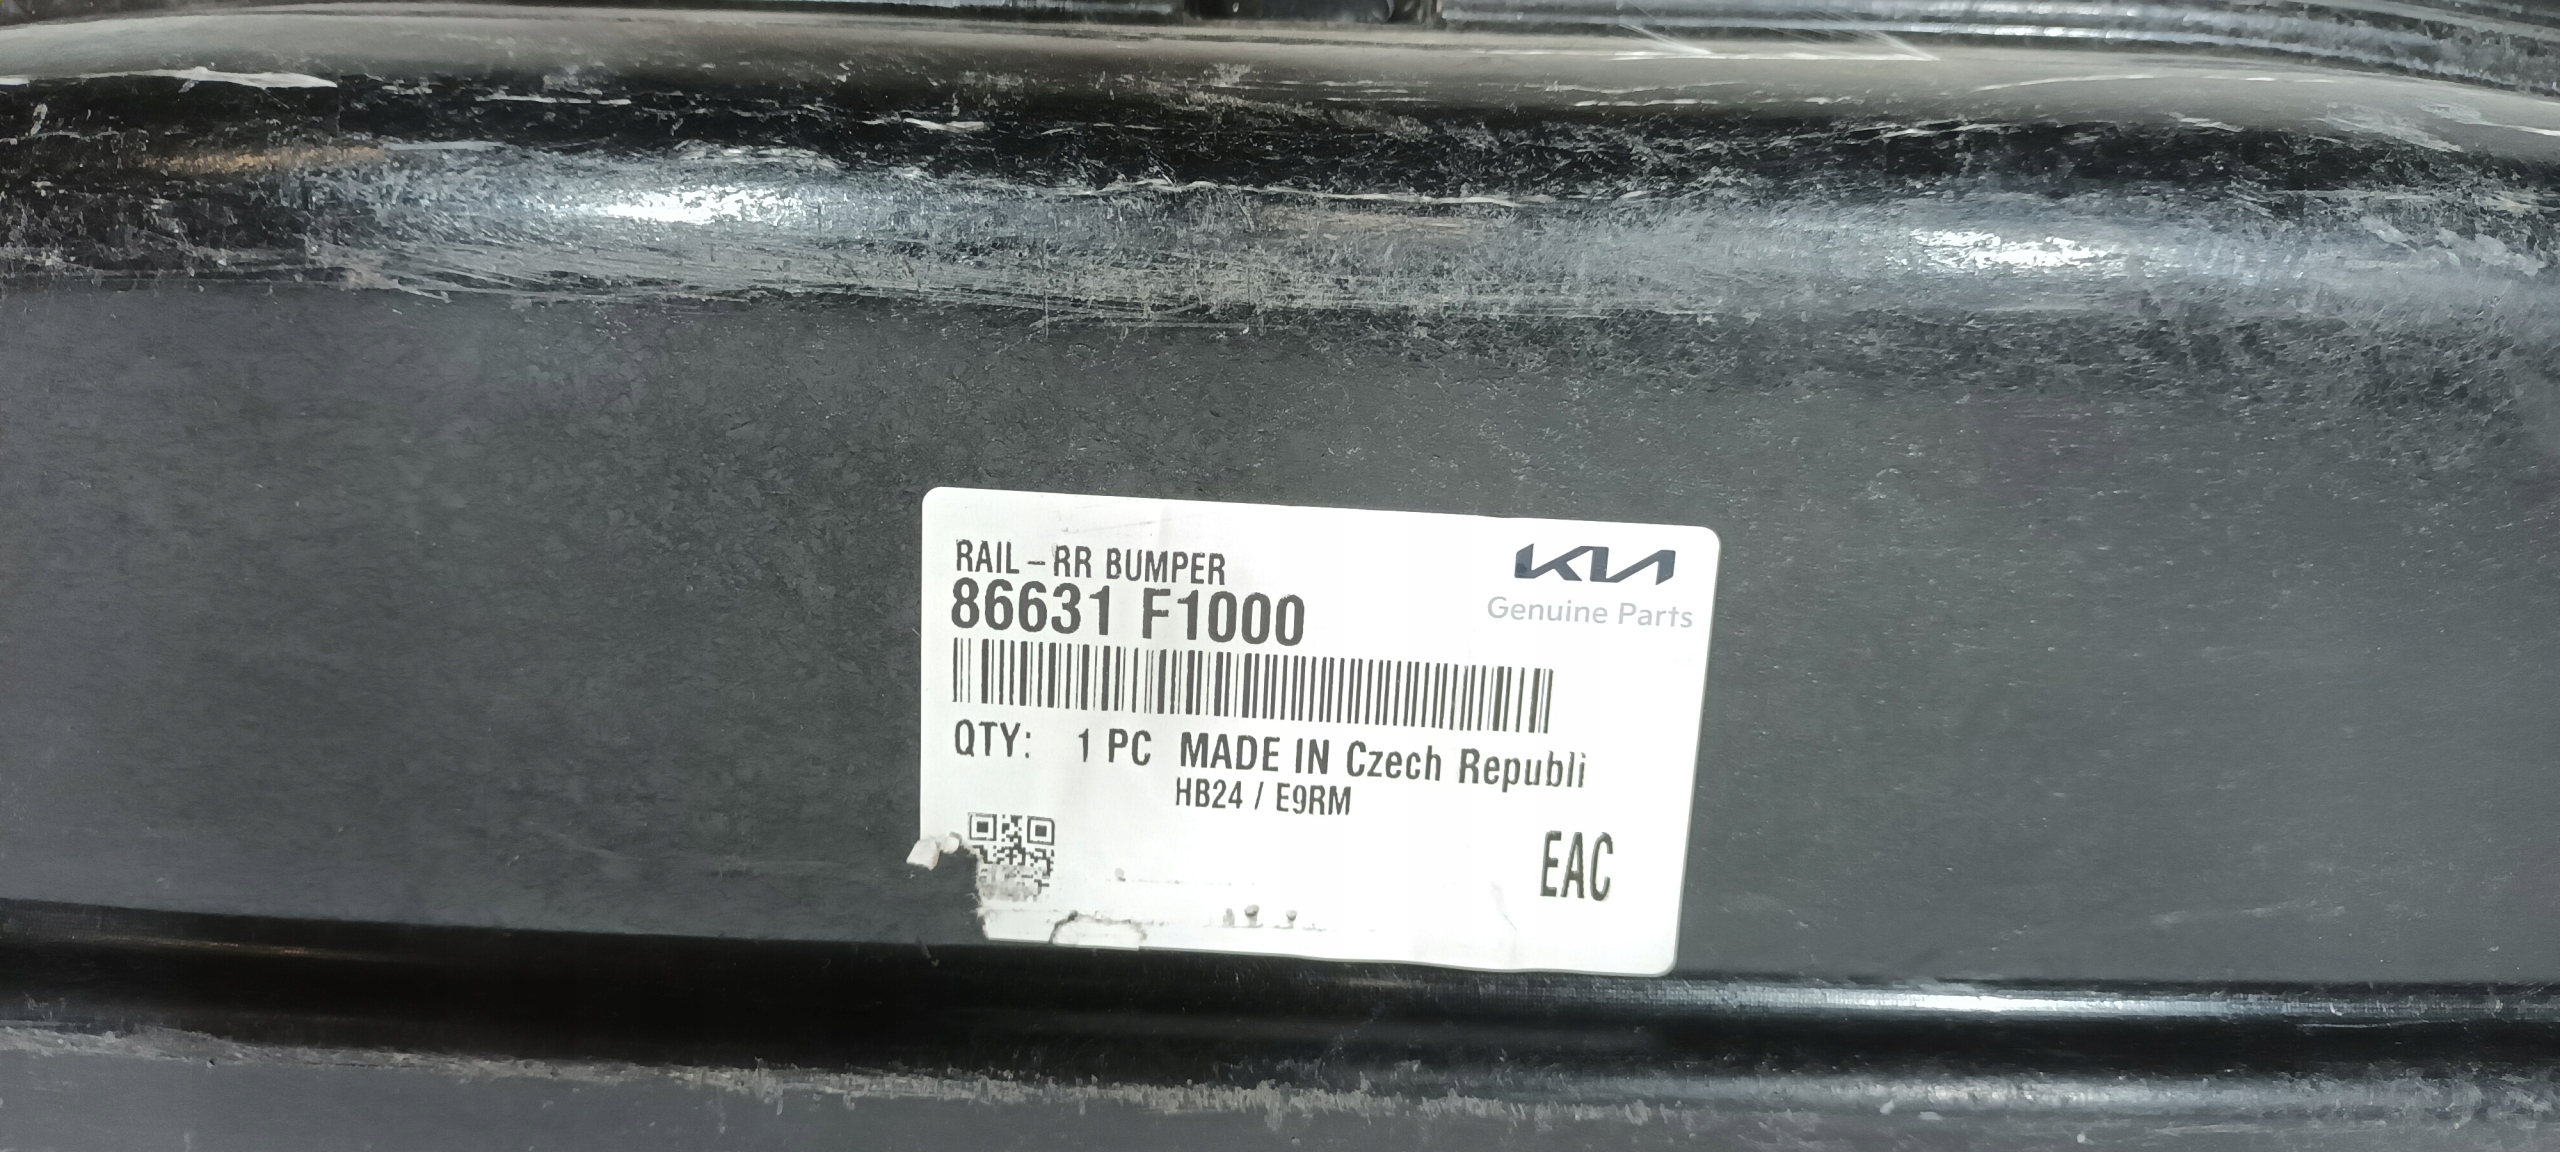 RAIL-RR BUMPER
86631 F1000
KIA
Genuine Parts
QTY: 1 PC MADE IN Czech Republi
HB24 / E9RM
EAC